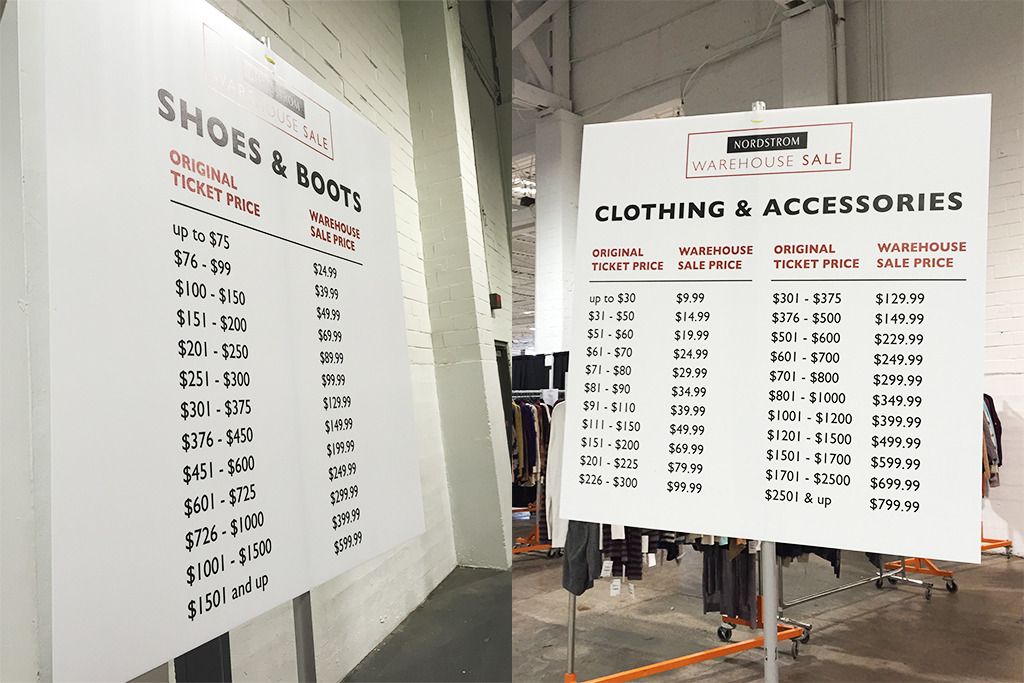 NORDSTROM
WAREHOUSE SALE
SHOES & BOOTS
ORIGINAL TICKET PRICE WAREHOUSE SALE PRICE
up to $75 $24.99
$76 - $99 $39.99
$100 - $150 $49.99
$151 - $200 $69.99
$201 - $250 $89.99
$251 - $300 $99.99
$301 - $375 $129.99
$376 - $450 $149.99
$451 - $600 $199.99
$601 - $725 $249.99
$726 - $1000 $299.99
$1001 - $1500 $399.99
$1501 and up $599.99
NORDSTROM
WAREHOUSE SALE
CLOTHING & ACCESSORIES
ORIGINAL TICKET PRICE WAREHOUSE SALE PRICE
up to $30 $9.99
$31 - $50 $14.99
$51 - $60 $19.99
$61 - $70 $24.99
$71 - $80 $29.99
$81 - $90 $34.99
$91 - $110 $39.99
$111 - $150 $49.99
$151 - $200 $69.99
$201 - $225 $79.99
$226 - $300 $99.99
ORIGINAL TICKET PRICE WAREHOUSE SALE PRICE
$301 - $375 $129.99
$376 - $500 $149.99
$501 - $600 $229.99
$601 - $700 $249.99
$701 - $800 $299.99
$801 - $1000 $349.99
$1001 - $1200 $399.99
$1201 - $1500 $499.99
$1501 - $1700 $599.99
$1701 - $2500 $699.99
$2501 & up $799.99